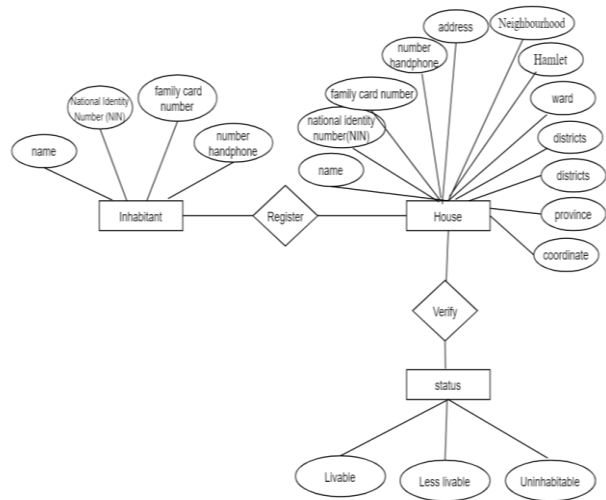 address
Neighbourhood
number
handphone
Hamlet
National Identity
Number (NIN)
family card
number
family card number
ward
national identity
number(NIN)
number
handphone
districts
name
name
districts
Inhabitant
Register
House
province
coordinate
Verify
status
Livable
Less livable
Uninhabitable